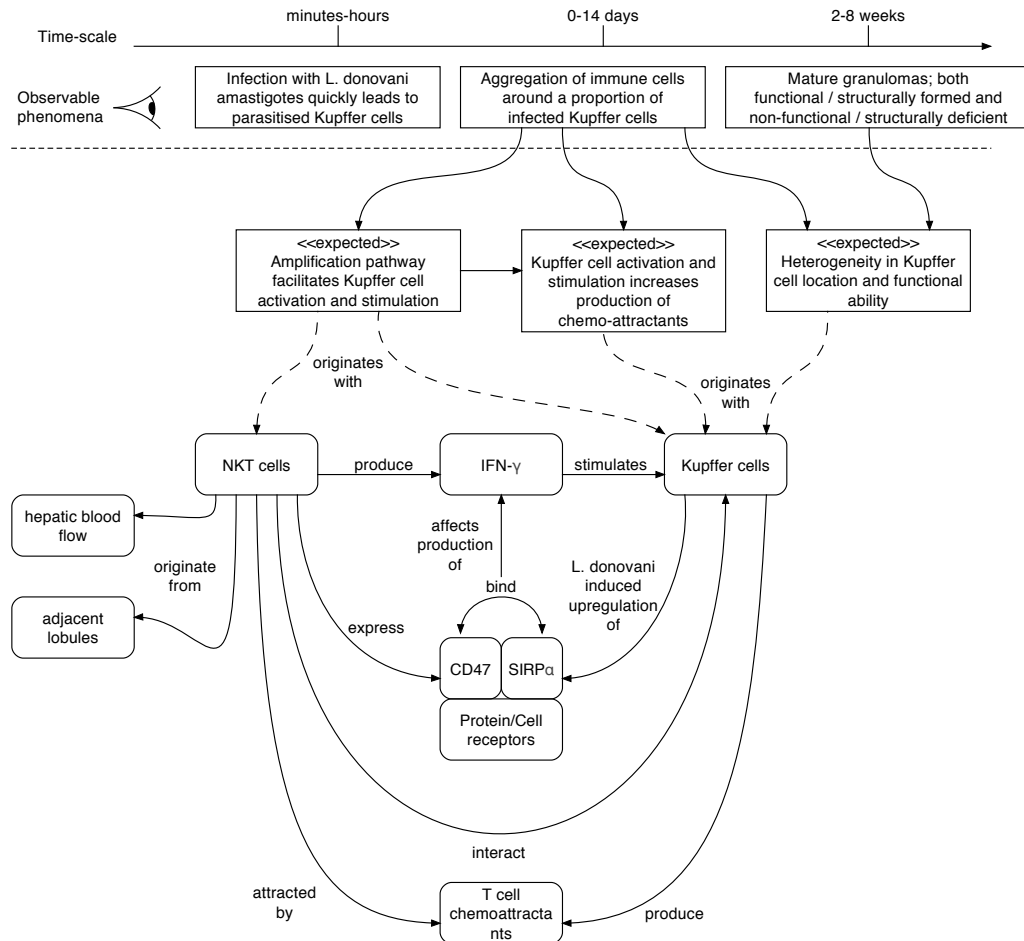 minutes-hours
0-14 days
2-8 weeks
Time-scale
Observable
phenomena
Infection with L. donovani
amastigotes quickly leads to
parasitised Kupffer cells
Aggregation of immune cells
around a proportion of
infected Kupffer cells
Mature granulomas; both
functional / structurally formed and
non-functional / structurally deficient
<<expected>>
Amplification pathway
facilitates Kupffer cell
activation and stimulation
<<expected>>
Kupffer cell activation and
stimulation increases
production of
chemo-attractants
<<expected>>
Heterogeneity in Kupffer
cell location and functional
ability
originates
with
originates
with
NKT cells
produce
IFN-γ
stimulates
Kupffer cells
hepatic blood
flow
originate
from
adjacent
lobules
affects
production
of
bind
L. donovani
induced
upregulation
of
express
CD47
SIRPα
Protein/Cell
receptors
interact
attracted
by
T cell
chemoattracta
nts
produce